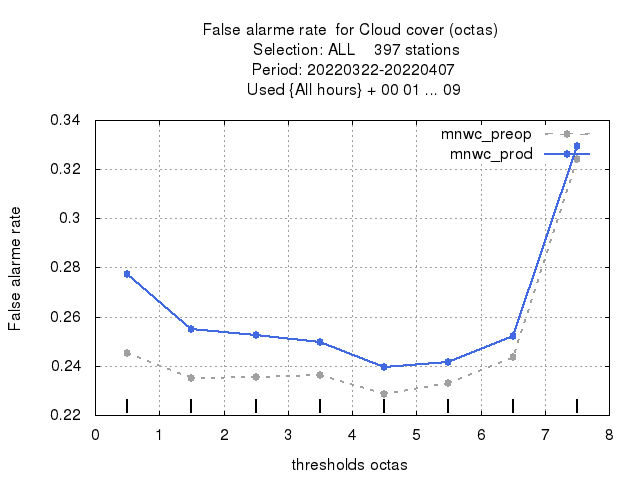 False alarme rate  for Cloud cover (octas)
Selection: ALL    397 stations
Period: 20220322-20220407
Used {All hours} + 00 01 ... 09
mnwc_preop
mnwc_prod
False alarme rate
0.34
0.32
0.3
0.28
0.26
0.24
0.22
0 1 2 3 4 5 6 7 8
thresholds octas